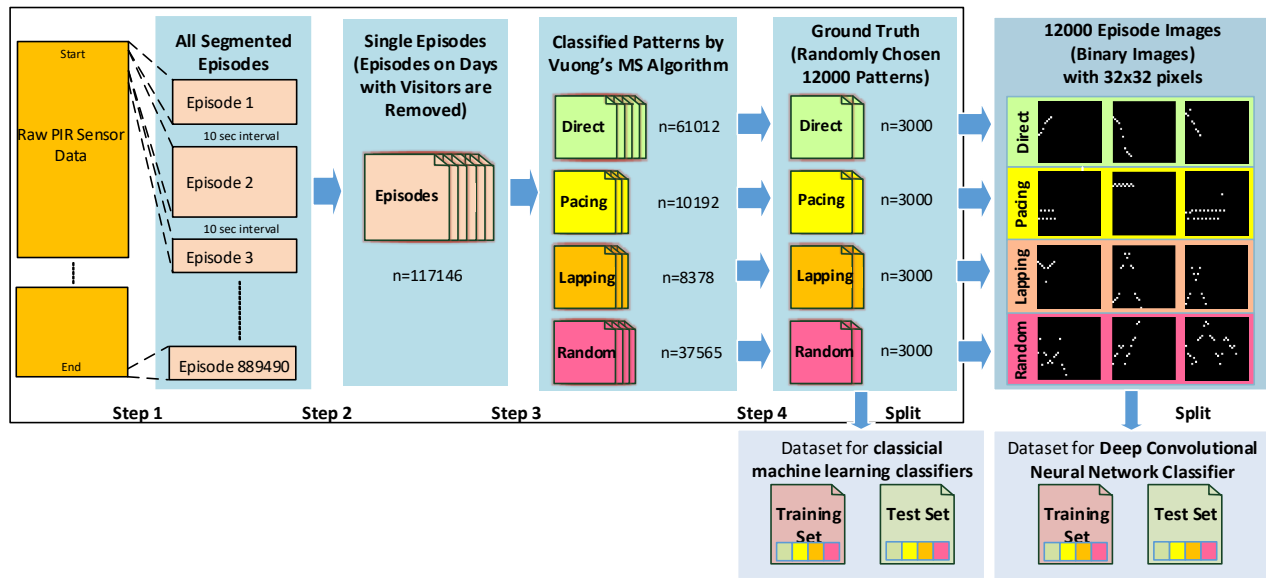 Start
Raw PIR Sensor
Data
End
All Segmented
Episodes
Episode 1
10 sec interval
Episode 2
10 sec interval
Episode 3
Episode 889490
Single Episodes
(Episodes on Days
with Visitors are
Removed)
Episodes
n=117146
Classified Patterns by
Vuong's MS Algorithm
Direct
n=61012
Pacing
n=10192
Lapping
n=8378
Random
n=37565
Ground Truth
(Randomly Chosen
12000 Patterns)
Direct
n=3000
Pacing
n=3000
Lapping
n=3000
Random
n=3000
12000 Episode Images
(Binary Images)
with 32x32 pixels
Direct
Pacing
Lapping
Random
Step 1
Step 2
Step 3
Step 4
Split
Split
Dataset for classicial
machine learning classifiers
Training
Set
Test Set
Dataset for Deep Convolutional
Neural Network Classifier
Training
Set
Test Set